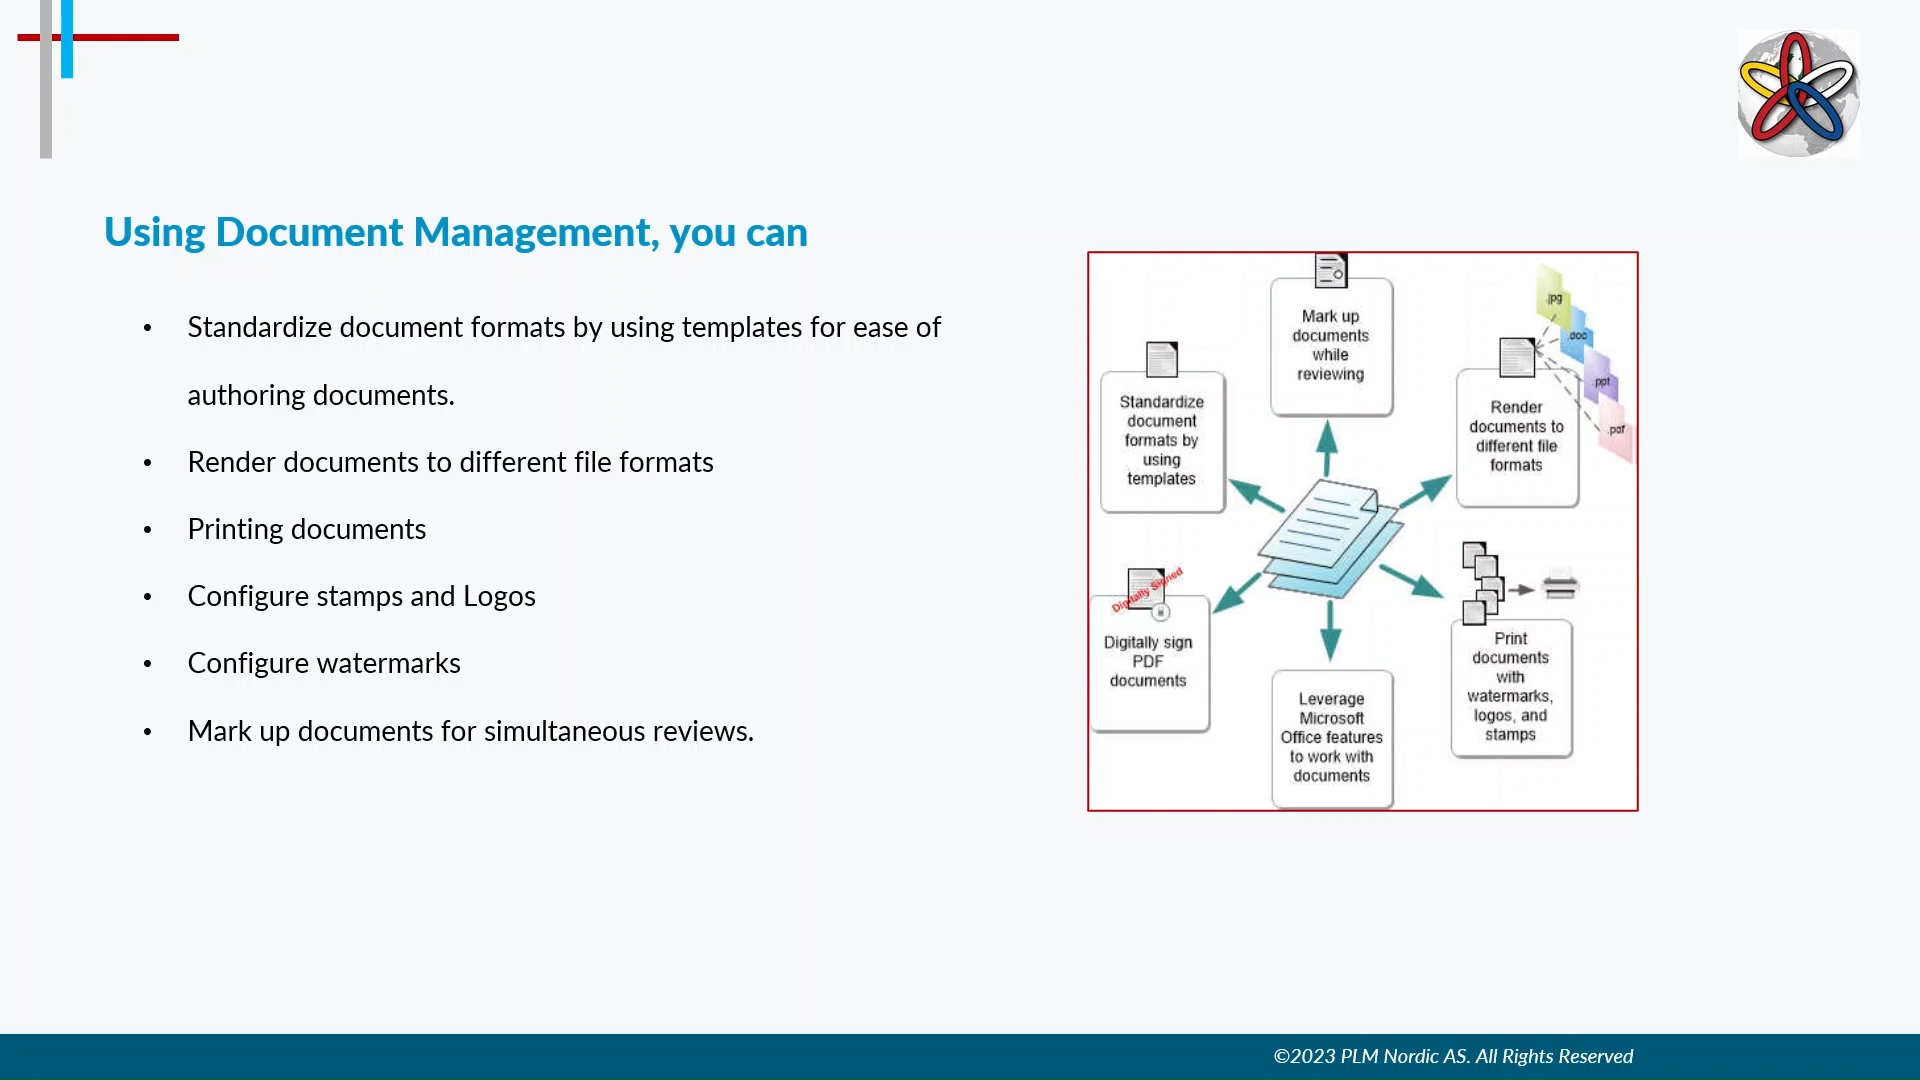 Using Document Management, you can
• Standardize document formats by using templates for ease of
authoring documents.
• Render documents to different file formats
• Printing documents
• Configure stamps and Logos
• Configure watermarks
• Mark up documents for simultaneous reviews.
Mark up
documents
while
reviewing
.jpg
.doc
.ppt
.pdf
Standardize
document
formats by
using
templates
Render
documents to
different file
formats
Digitally Signed
Digitally sign
PDF
documents
Leverage
Microsoft
Office features
to work with
documents
Print
documents
with
watermarks,
logos, and
stamps
©2023 PLM Nordic AS. All Rights Reserved